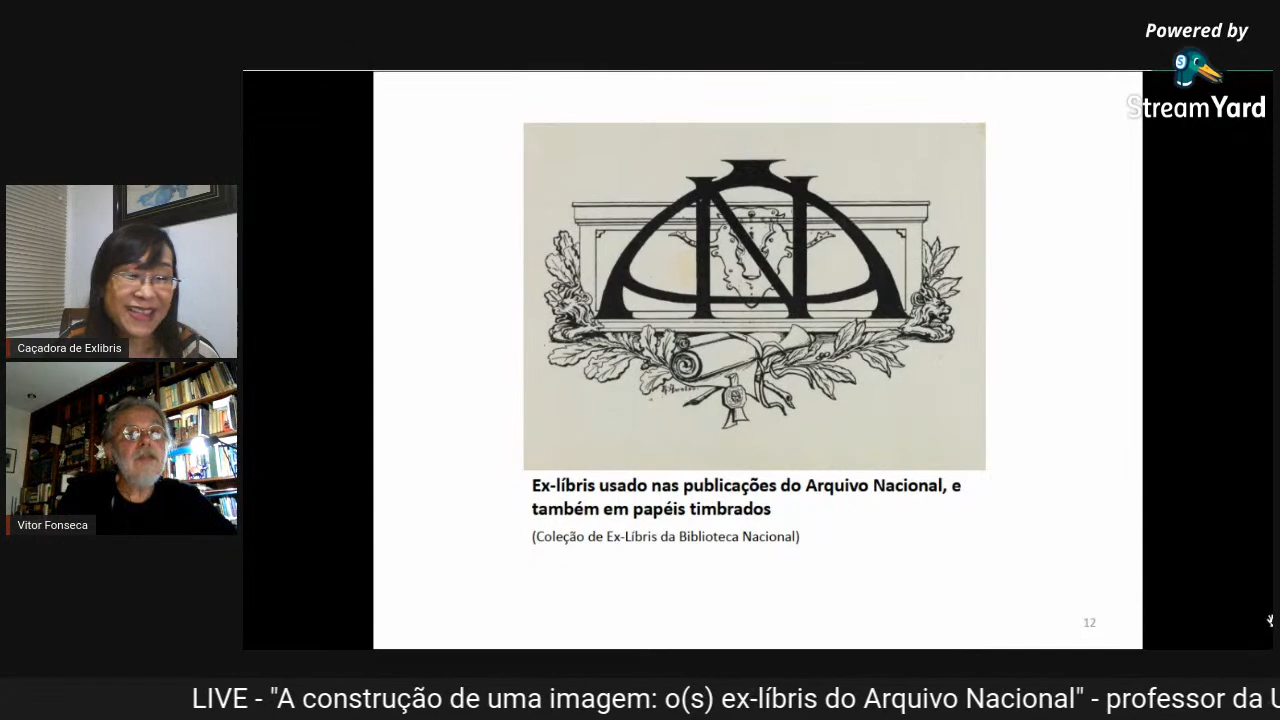 Powered by
StreamYard
AN
Caçadora de Exlibris
Vitor Fonseca
Ex-líbris usado nas publicações do Arquivo Nacional, e
também em papéis timbrados
(Coleção de Ex-Líbris da Biblioteca Nacional)
12
LIVE - "A construção de uma imagem: o(s) ex-líbris do Arquivo Nacional" - professor da U